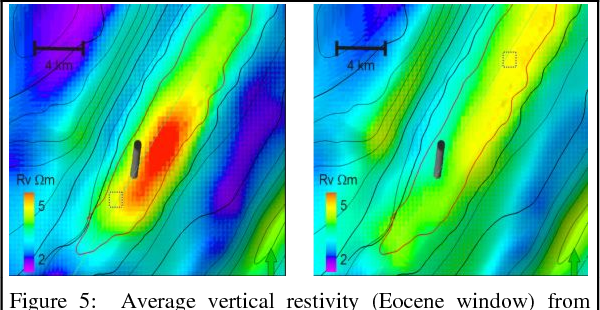 4 km
4 km
Rv Ωm
5
2
Rv Ωm
5
2
Figure 5: Average vertical restivity (Eocene window) from